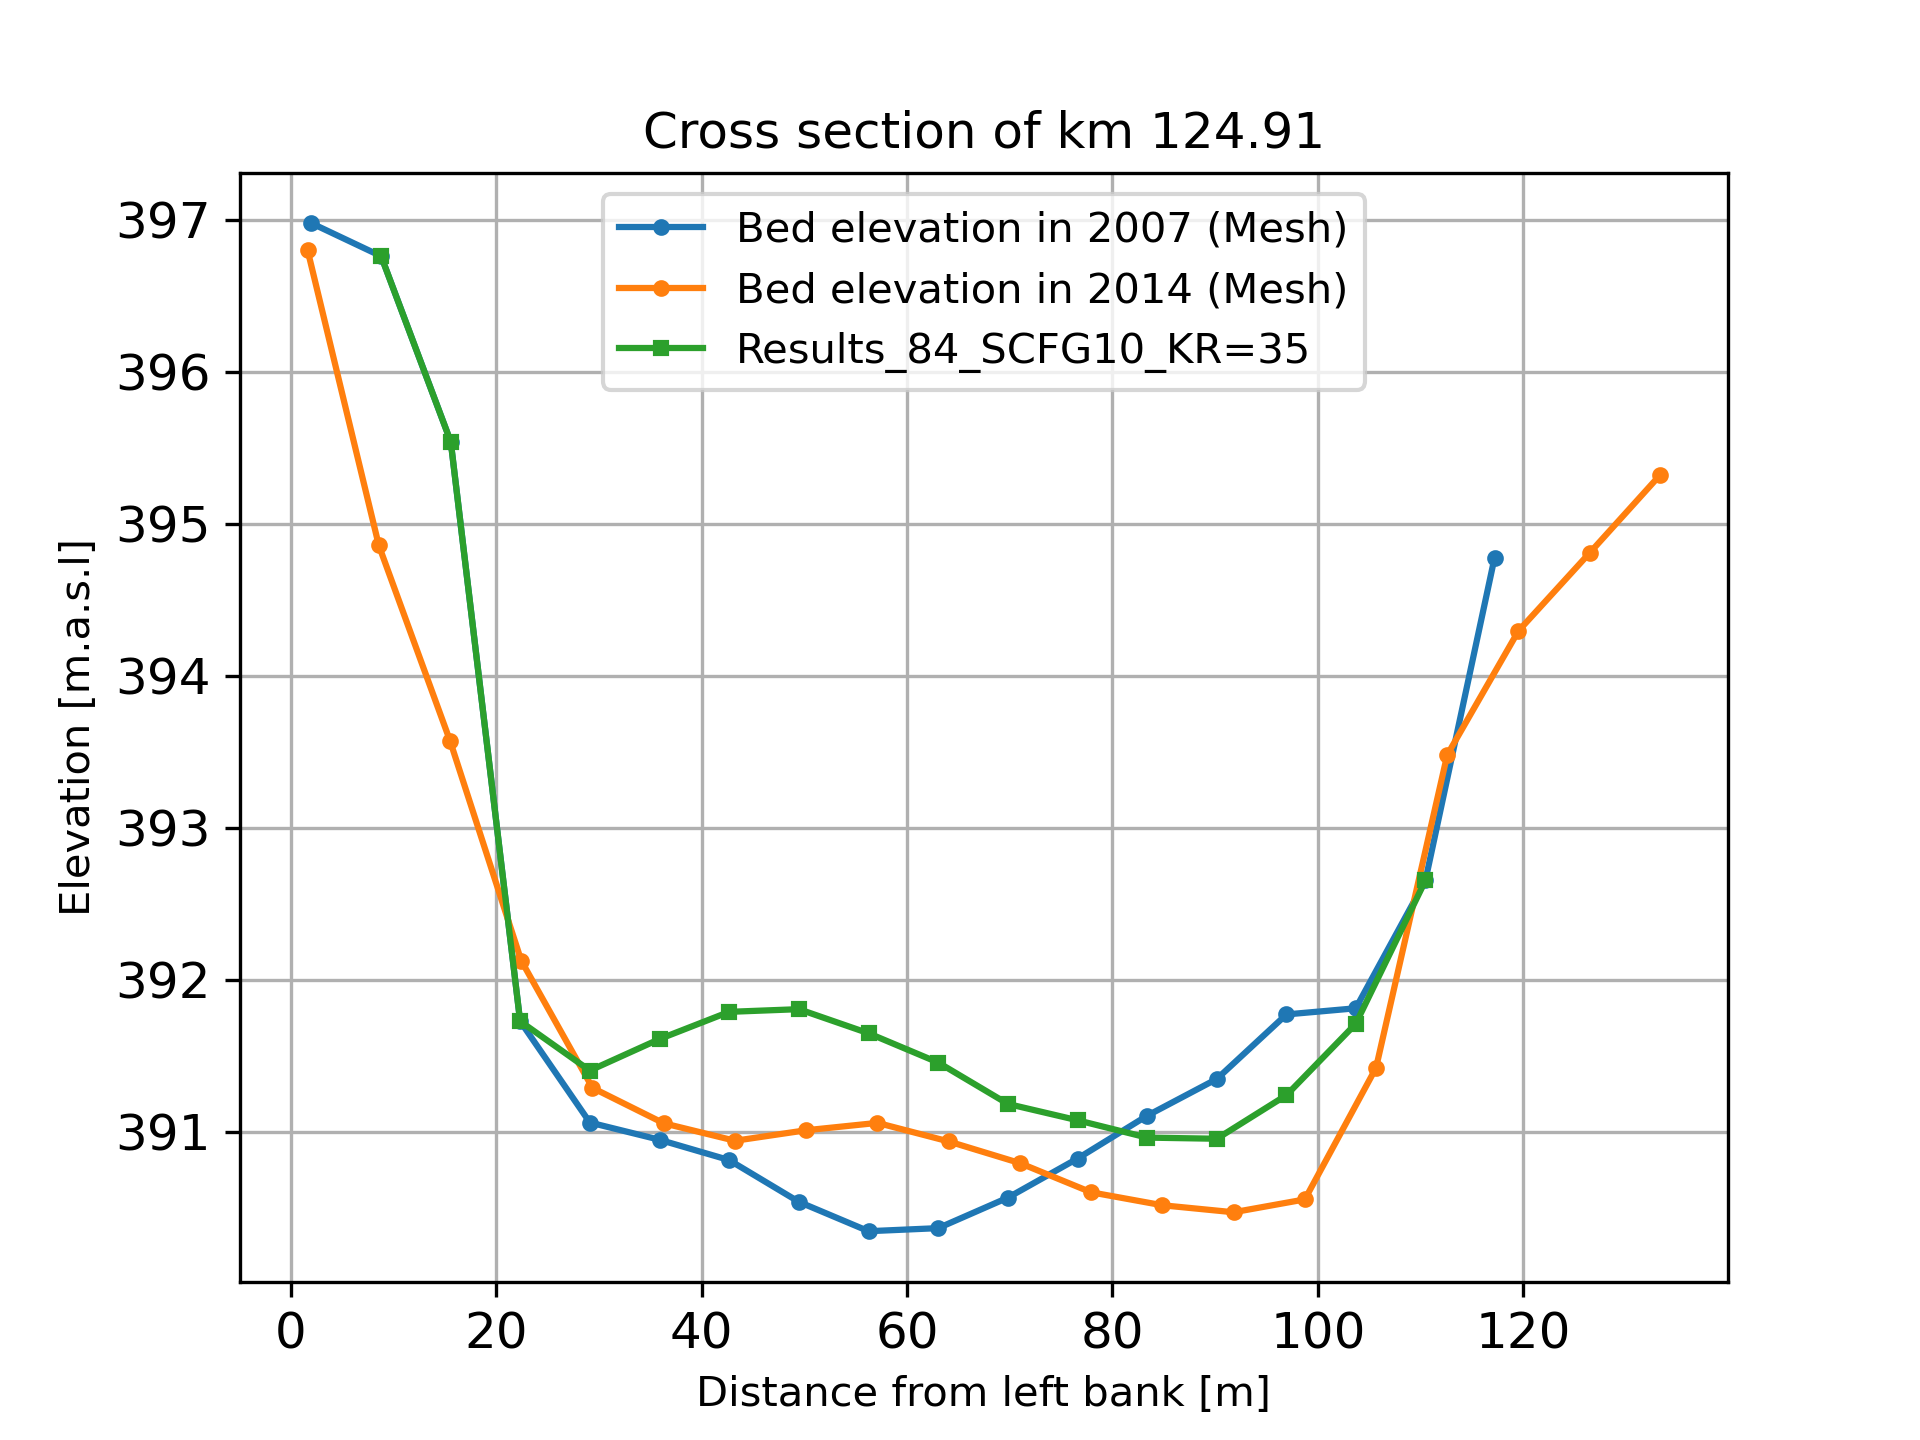 Cross section of km 124.91
Bed elevation in 2007 (Mesh)
Bed elevation in 2014 (Mesh)
Results_84_SCFG10_KR=35
397
396
395
394
393
392
391
Elevation [m.a.s.l]
0 20 40 60 80 100 120
Distance from left bank [m]